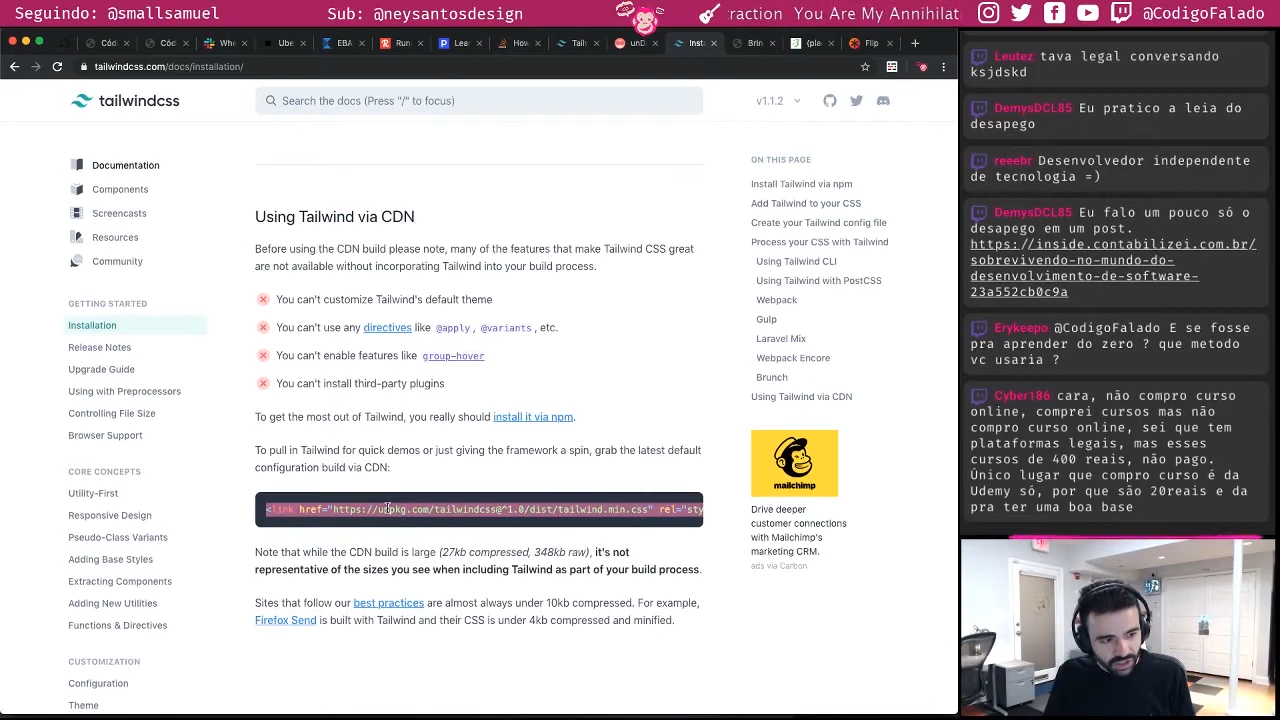 Seguindo: @smallsamuel
Sub: @neysantosdesign
raction You Are My Annihilat
@CodigoFalado
Cód
Cód
Whe
Ube
EBA
Run
Lear
How
Tailv
unD
Inst
Brin
{pla
Flip
tailwindcss.com/docs/installation/
tailwindcss
Search the docs (Press "/" to focus)
v1.1.2
Documentation
Components
Screencasts
Resources
Community
GETTING STARTED
Installation
Release Notes
Upgrade Guide
Using with Preprocessors
Controlling File Size
Browser Support
CORE CONCEPTS
Utility-First
Responsive Design
Pseudo-Class Variants
Adding Base Styles
Extracting Components
Adding New Utilities
Functions & Directives
CUSTOMIZATION
Configuration
Theme
Using Tailwind via CDN
Before using the CDN build please note, many of the features that make Tailwind CSS great
are not available without incorporating Tailwind into your build process.
You can't customize Tailwind's default theme
You can't use any directives like @apply, @variants, etc.
You can't enable features like group-hover
You can't install third-party plugins
To get the most out of Tailwind, you really should install it via npm.
To pull in Tailwind for quick demos or just giving the framework a spin, grab the latest default
configuration build via CDN:
<link href="https://unpkg.com/tailwindcss@^1.0/dist/tailwind.min.css" rel="sty
Note that while the CDN build is large (27kb compressed, 348kb raw), it's not
representative of the sizes you see when including Tailwind as part of your build process.
Sites that follow our best practices are almost always under 10kb compressed. For example,
Firefox Send is built with Tailwind and their CSS is under 4kb compressed and minified.
ON THIS PAGE
Install Tailwind via npm
Add Tailwind to your CSS
Create your Tailwind config file
Process your CSS with Tailwind
Using Tailwind CLI
Using Tailwind with PostCSS
Webpack
Gulp
Laravel Mix
Webpack Encore
Brunch
Using Tailwind via CDN
mailchimp
Drive deeper
customer connections
with Mailchimp's
marketing CRM.
ads via Carbon
Leutez tava legal conversando
ksjdskd
DemysDCL85 Eu pratico a leia do
desapego
reeebr Desenvolvedor independente
de tecnologia =)
DemysDCL85 Eu falo um pouco só o
desapego em um post.
https://inside.contabilizei.com.br/
sobrevivendo-no-mundo-do-
desenvolvimento-de-software-
23a552cb0c9a
Erykeepo @CodigoFalado E se fosse
pra aprender do zero ? que metodo
vc usaria ?
Cyber186 cara, não compro curso
online, comprei cursos mas não
compro curso online, sei que tem
plataformas legais, mas esses
cursos de 400 reais, não pago.
Único lugar que compro curso é da
Udemy só, por que são 20reais e da
pra ter uma boa base